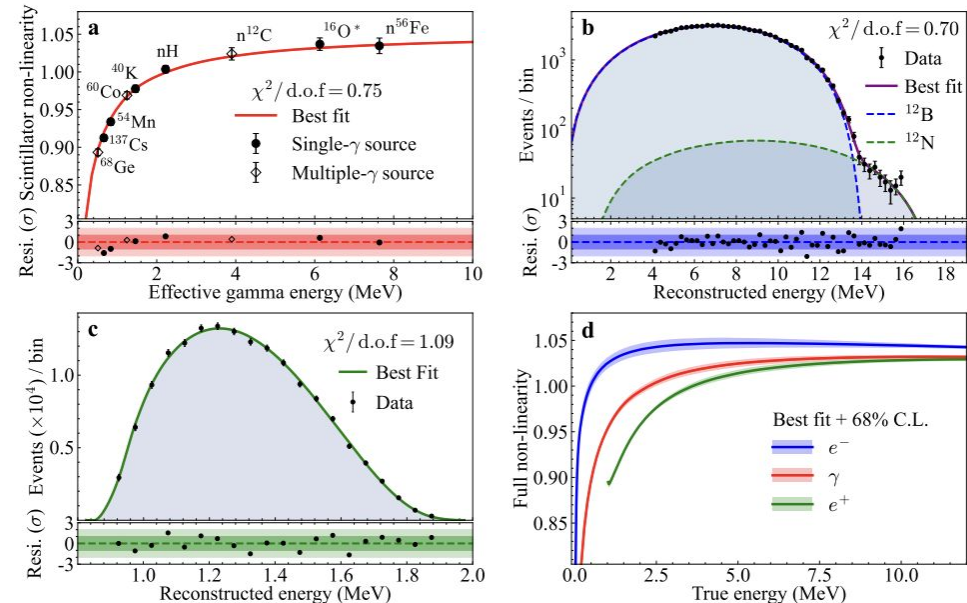 a
Scintillator non-linearity
1.05
1.00
0.95
0.90
0.85
⁶⁸Ge
¹³⁷Cs
⁵⁴Mn
⁶⁰Co
⁴⁰K
nH
n¹²C
¹⁶O*
n⁵⁶Fe
χ²/d.o.f = 0.75
Best fit
Single-γ source
Multiple-γ source
Resi. (σ)
3
0
-3
0 2 4 6 8 10
Effective gamma energy (MeV)
b
Events / bin
10³
10²
10¹
χ²/d.o.f = 0.70
Data
Best fit
¹²B
¹²N
Resi. (σ)
3
0
-3
2 4 6 8 10 12 14 16 18
Reconstructed energy (MeV)
c
Events (×10⁴) / bin
1.0
0.5
χ²/d.o.f = 1.09
Best Fit
Data
Resi. (σ)
3
0
-3
1.0 1.2 1.4 1.6 1.8 2.0
Reconstructed energy (MeV)
d
Full non-linearity
1.05
1.00
0.95
0.90
0.85
Best fit + 68% C.L.
e⁻
γ
e⁺
0.0 2.5 5.0 7.5 10.0
True energy (MeV)